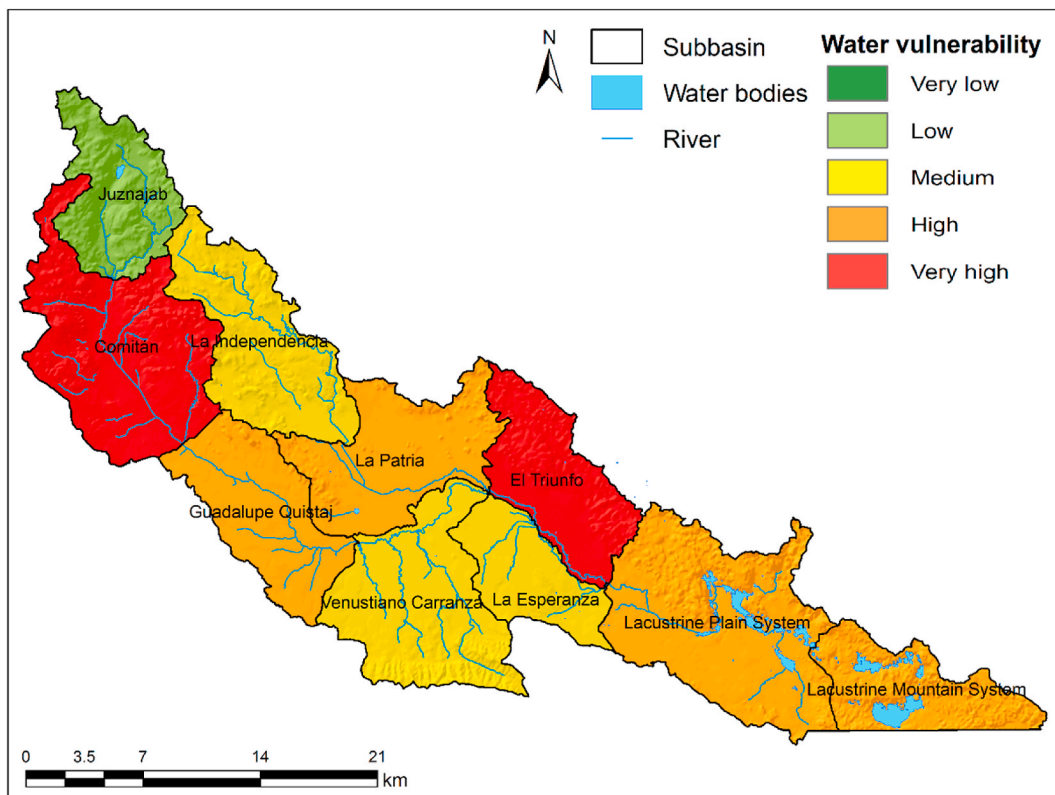 N
Subbasin
Water bodies
River
Water vulnerability
Very low
Low
Medium
High
Very high
Juznajab
Comitán
La Independencia
La Patria
El Triunfo
Guadalupe Quistaj
Venustiano Carranza
La Esperanza
Lacustrine Plain System
Lacustrine Mountain System
0 3.5 7 14 21
km